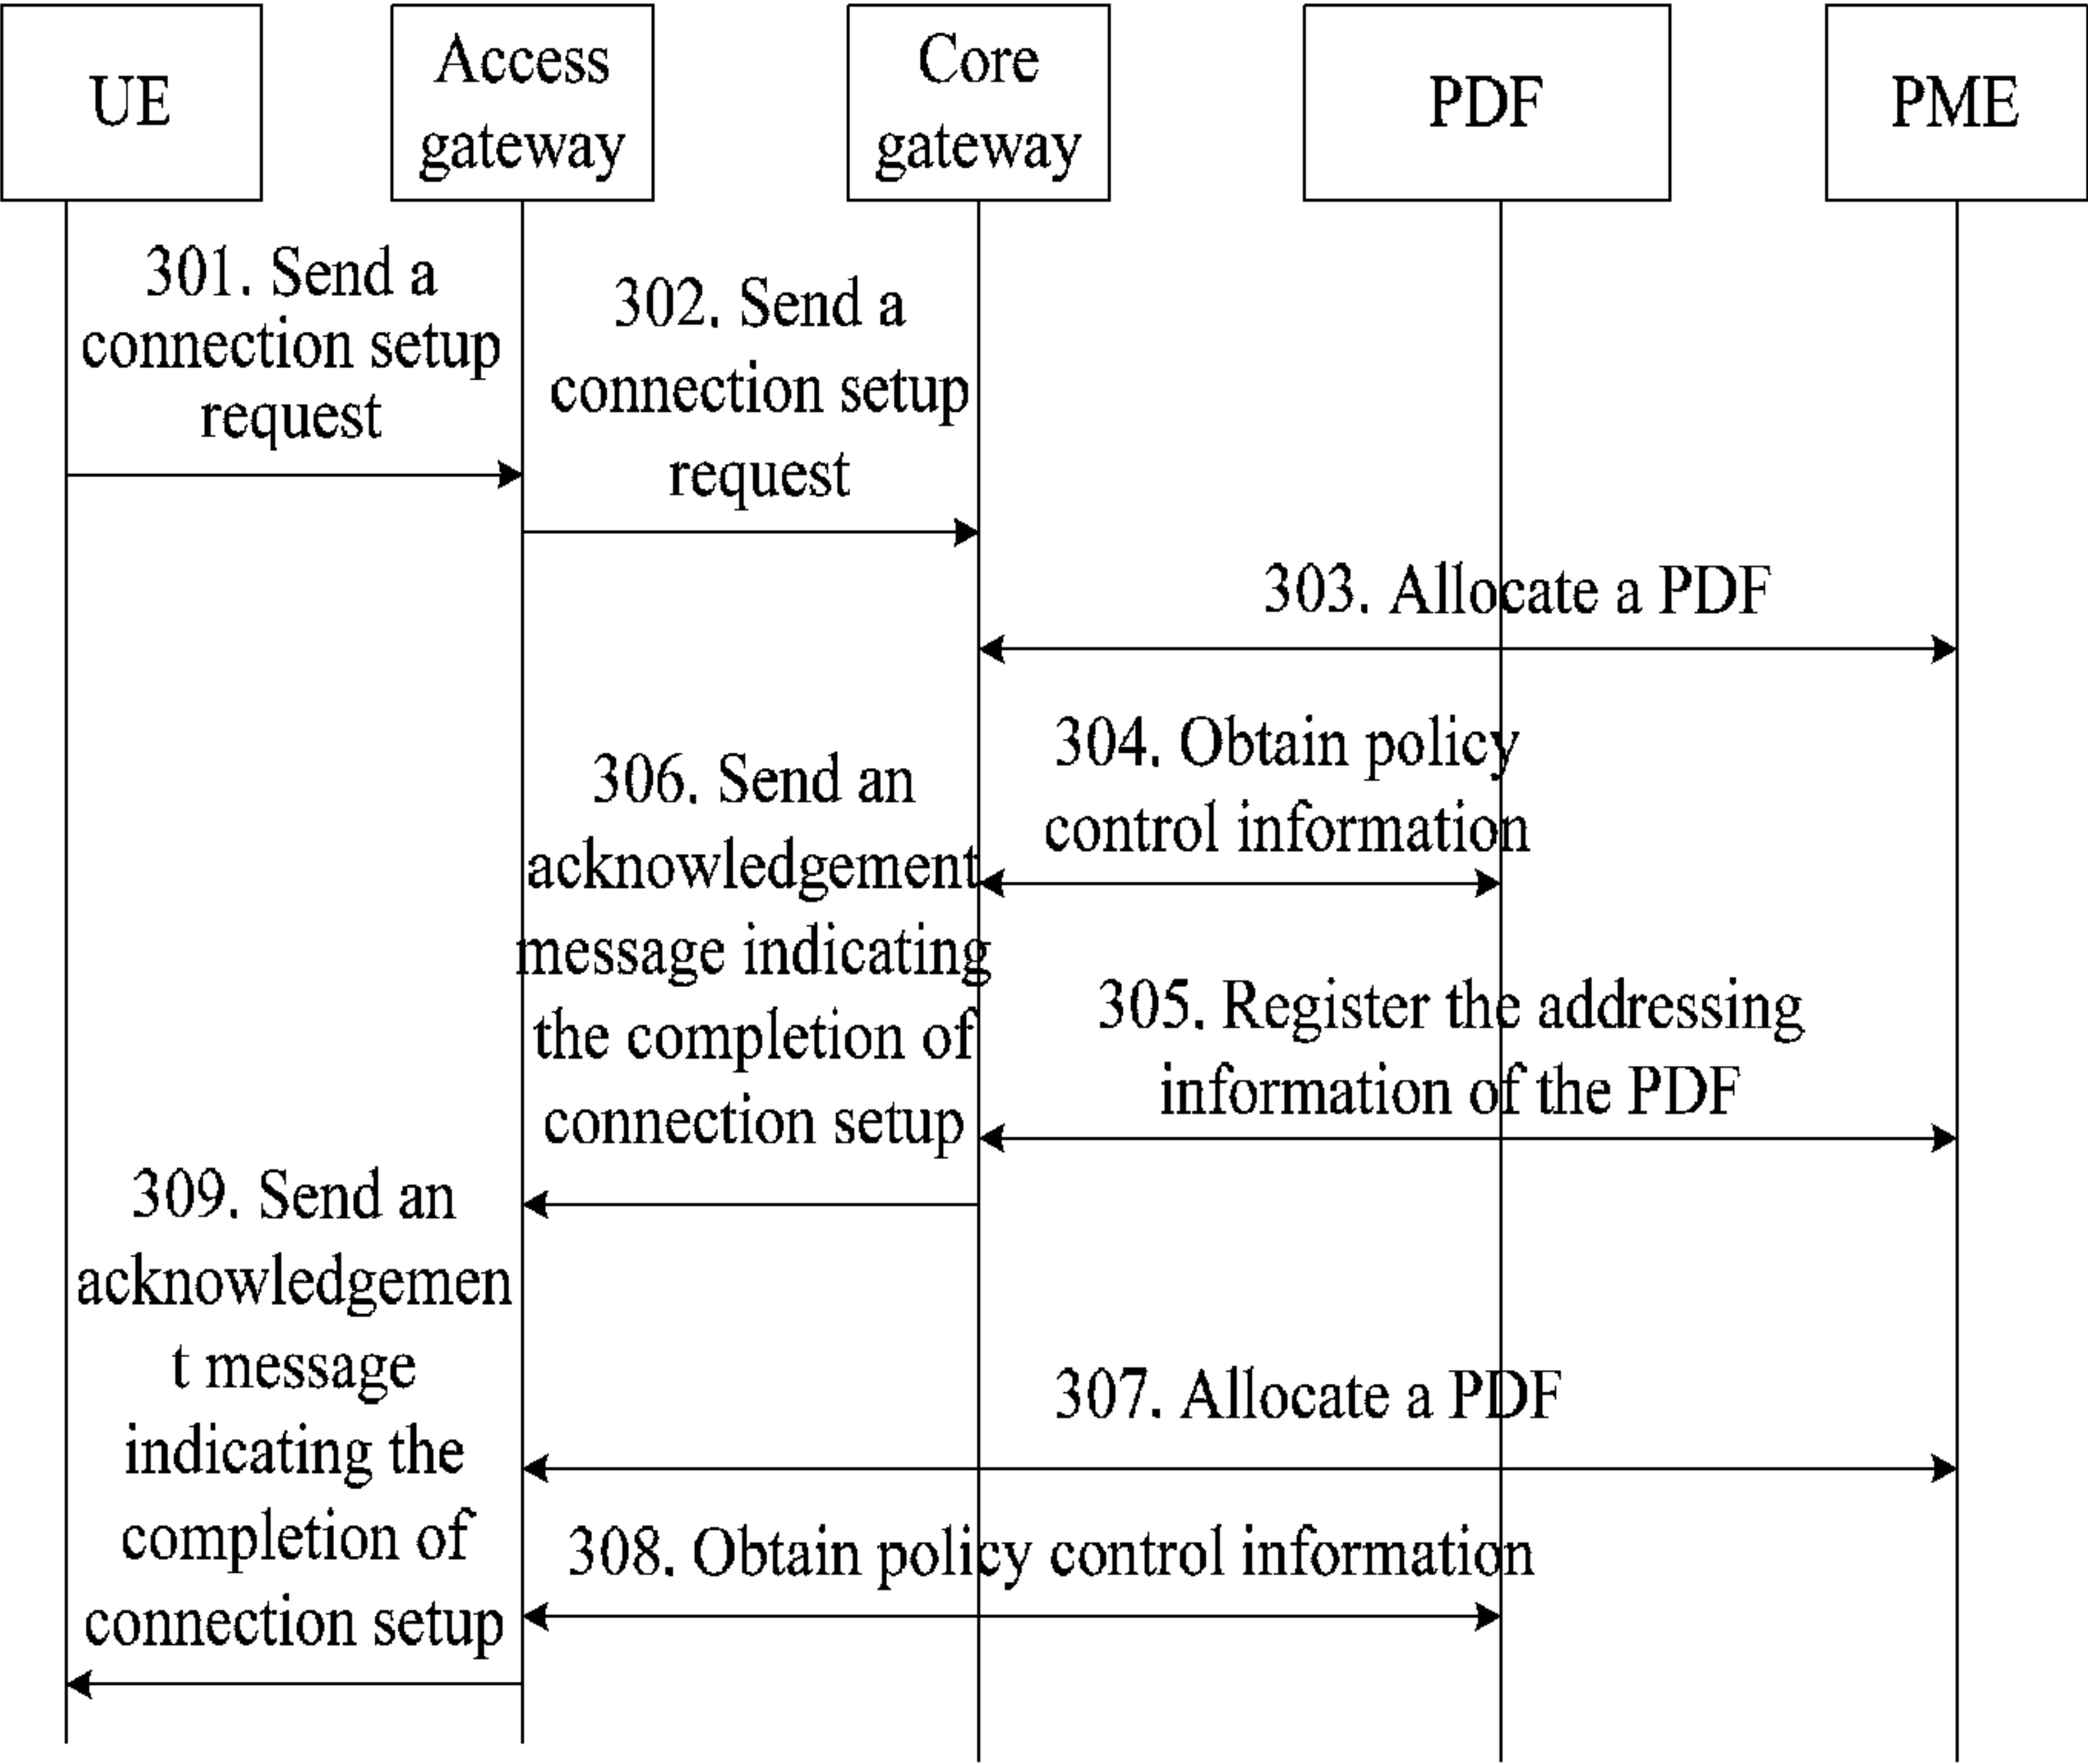 UE
Access
gateway
Core
gateway
PDF
PME
301. Send a
connection setup
request
302. Send a
connection setup
request
303. Allocate a PDF
304. Obtain policy
control information
306. Send an
acknowledgement
message indicating
the completion of
connection setup
305. Register the addressing
information of the PDF
309. Send an
acknowledgemen
t message
indicating the
completion of
connection setup
307. Allocate a PDF
308. Obtain policy control information